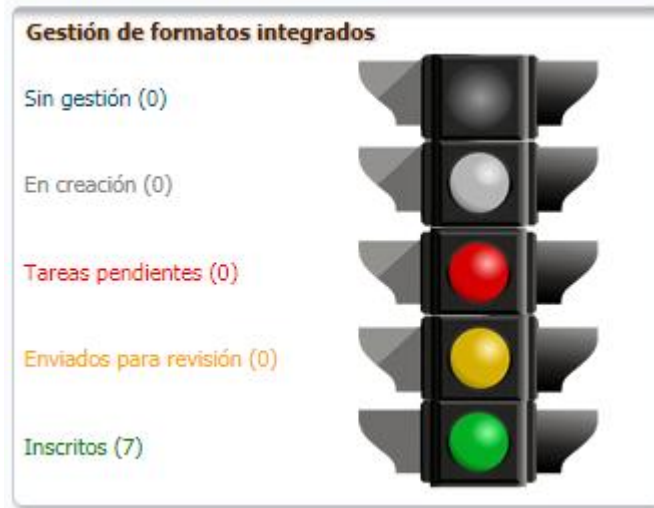 Gestión de formatos integrados
Sin gestión (0)
En creación (0)
Tareas pendientes (0)
Enviados para revisión (0)
Inscritos (7)